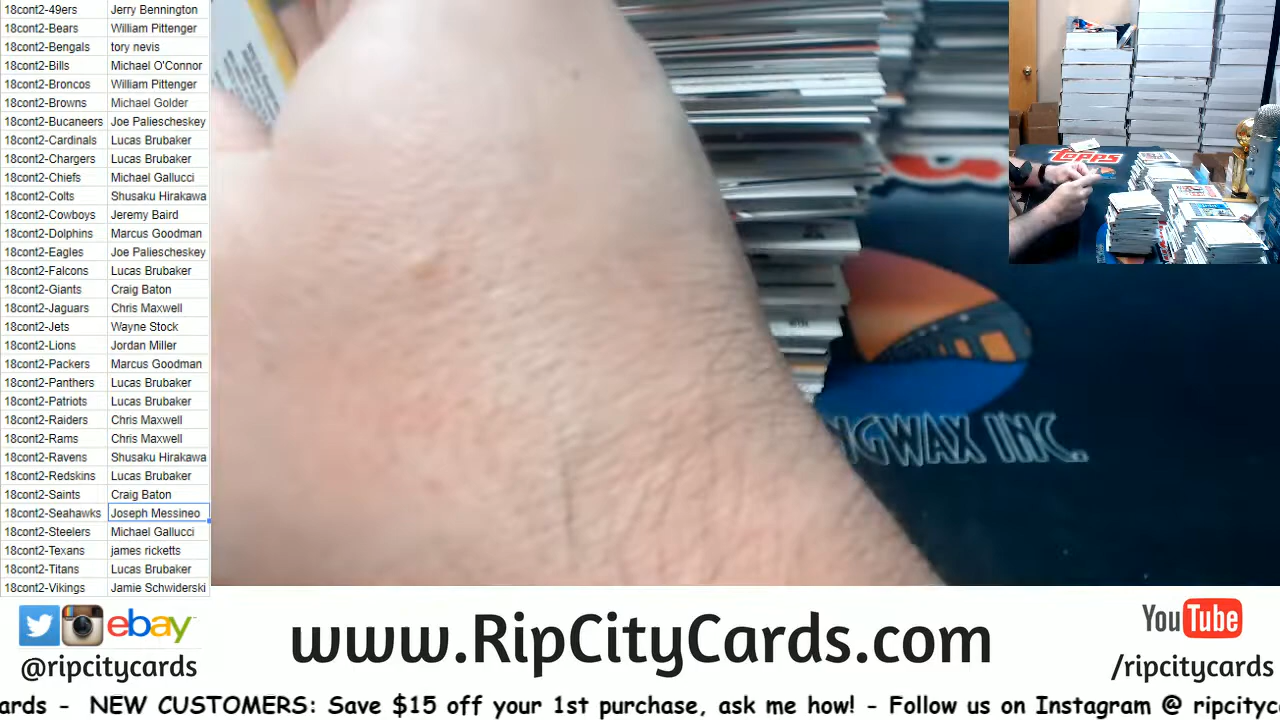 18cont2-49ers Jerry Bennington
18cont2-Bears William Pittenger
18cont2-Bengals tory nevis
18cont2-Bills Michael O'Connor
18cont2-Broncos William Pittenger
18cont2-Browns Michael Golder
18cont2-Bucaneers Joe Paliescheskey
18cont2-Cardinals Lucas Brubaker
18cont2-Chargers Lucas Brubaker
18cont2-Chiefs Michael Gallucci
18cont2-Colts Shusaku Hirakawa
18cont2-Cowboys Jeremy Baird
18cont2-Dolphins Marcus Goodman
18cont2-Eagles Joe Paliescheskey
18cont2-Falcons Lucas Brubaker
18cont2-Giants Craig Baton
18cont2-Jaguars Chris Maxwell
18cont2-Jets Wayne Stock
18cont2-Lions Jordan Miller
18cont2-Packers Marcus Goodman
18cont2-Panthers Lucas Brubaker
18cont2-Patriots Lucas Brubaker
18cont2-Raiders Chris Maxwell
18cont2-Rams Chris Maxwell
18cont2-Ravens Shusaku Hirakawa
18cont2-Redskins Lucas Brubaker
18cont2-Saints Craig Baton
18cont2-Seahawks Joseph Messineo
18cont2-Steelers Michael Gallucci
18cont2-Texans james ricketts
18cont2-Titans Lucas Brubaker
18cont2-Vikings Jamie Schwiderski
Topps
NGWAX INC.
ebay
@ripcitycards
www.RipCityCards.com
YouTube
/ripcitycards
ards - NEW CUSTOMERS: Save $15 off your 1st purchase, ask me how! - Follow us on Instagram @ ripcityc